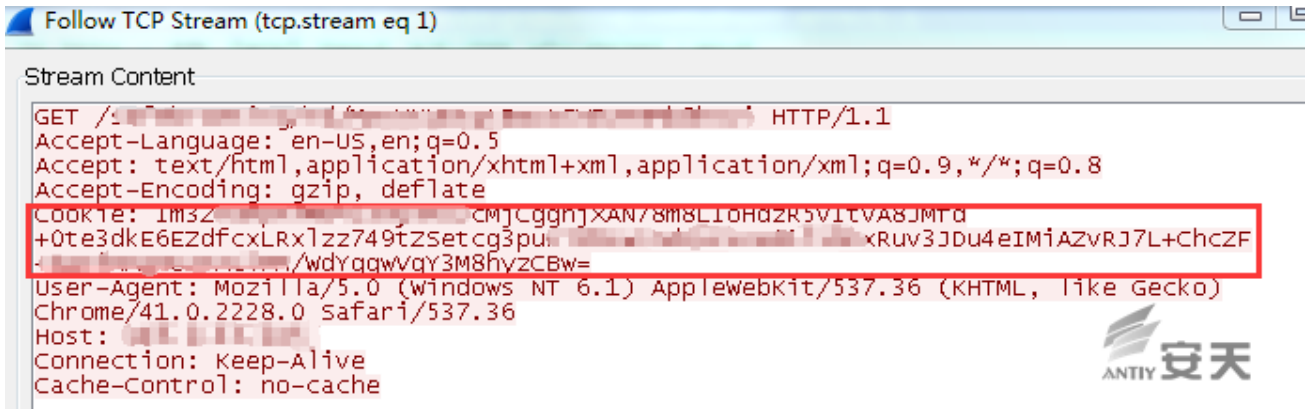 Follow TCP Stream (tcp.stream eq 1)
Stream Content
GET / HTTP/1.1
Accept-Language: en-US,en;q=0.5
Accept: text/html,application/xhtml+xml,application/xml;q=0.9,*/*;q=0.8
Accept-Encoding: gzip, deflate
Cookie:
+0te3dkE6EZdfcxLRxlzz749tZSetcg3pu xRuv3JDu4eIMiAZvRJ7L+ChcZF
/wdYqqwVqY3M8hyzCBw=
User-Agent: Mozilla/5.0 (Windows NT 6.1) AppleWebKit/537.36 (KHTML, like Gecko)
Chrome/41.0.2228.0 Safari/537.36
Host:
Connection: Keep-Alive
Cache-Control: no-cache
ANTIY 安天